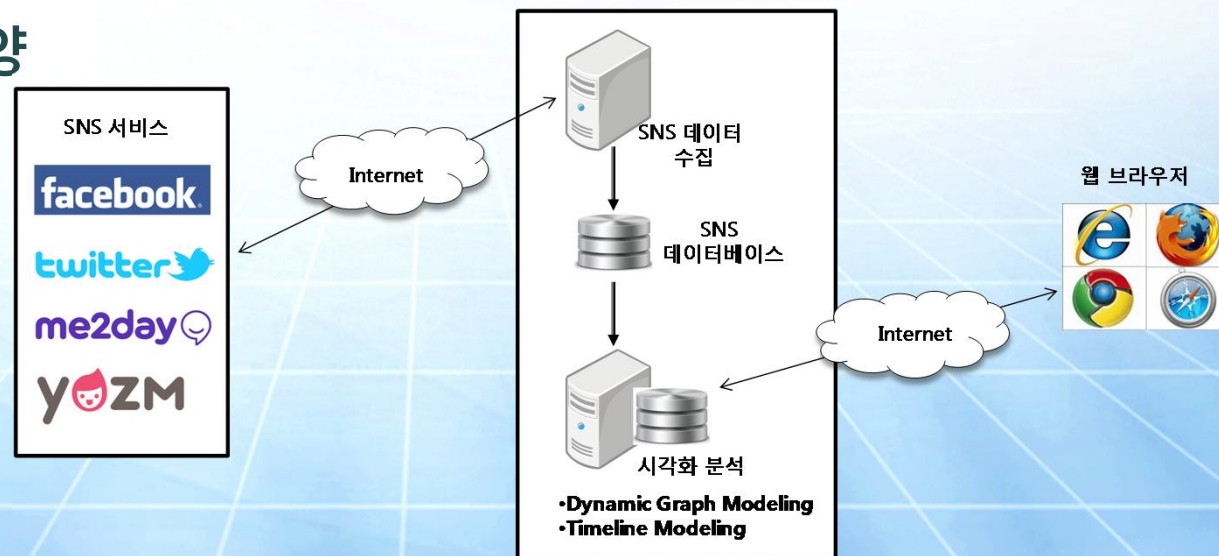 양
SNS 서비스
facebook.
twitter
me2day
yozm
Internet
SNS 데이터
수집
SNS
데이터베이스
시각화 분석
•Dynamic Graph Modeling
•Timeline Modeling
Internet
웹 브라우저